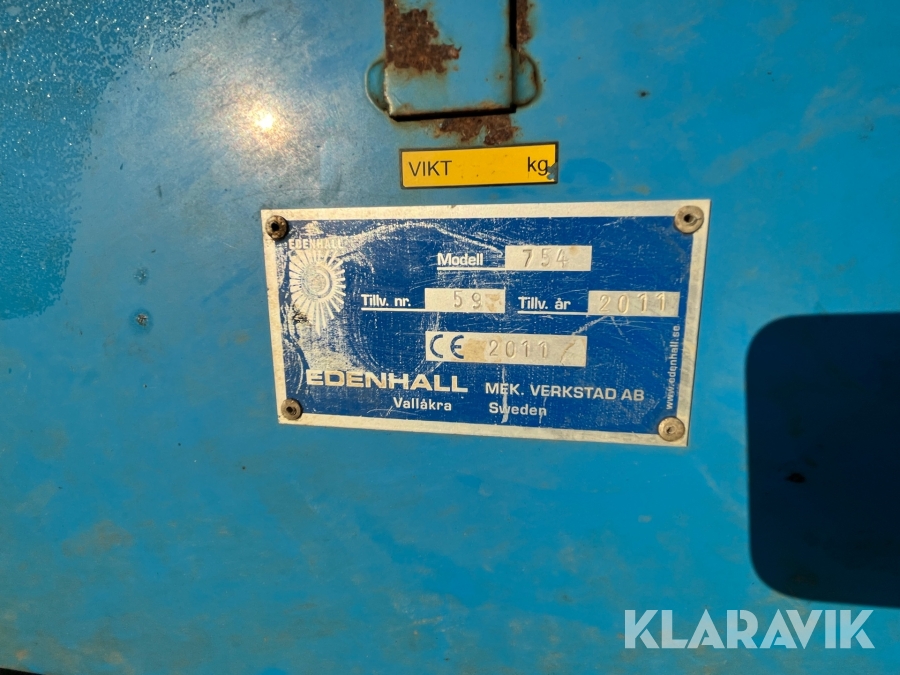 VIKT kg
EDENHALL
Modell 754
Tillv. nr. 58 Tillv. år 2011
CE 2011
EDENHALL MEK. VERKSTAD AB
Vallåkra Sweden
www.edenhall.se
KLARAVIK